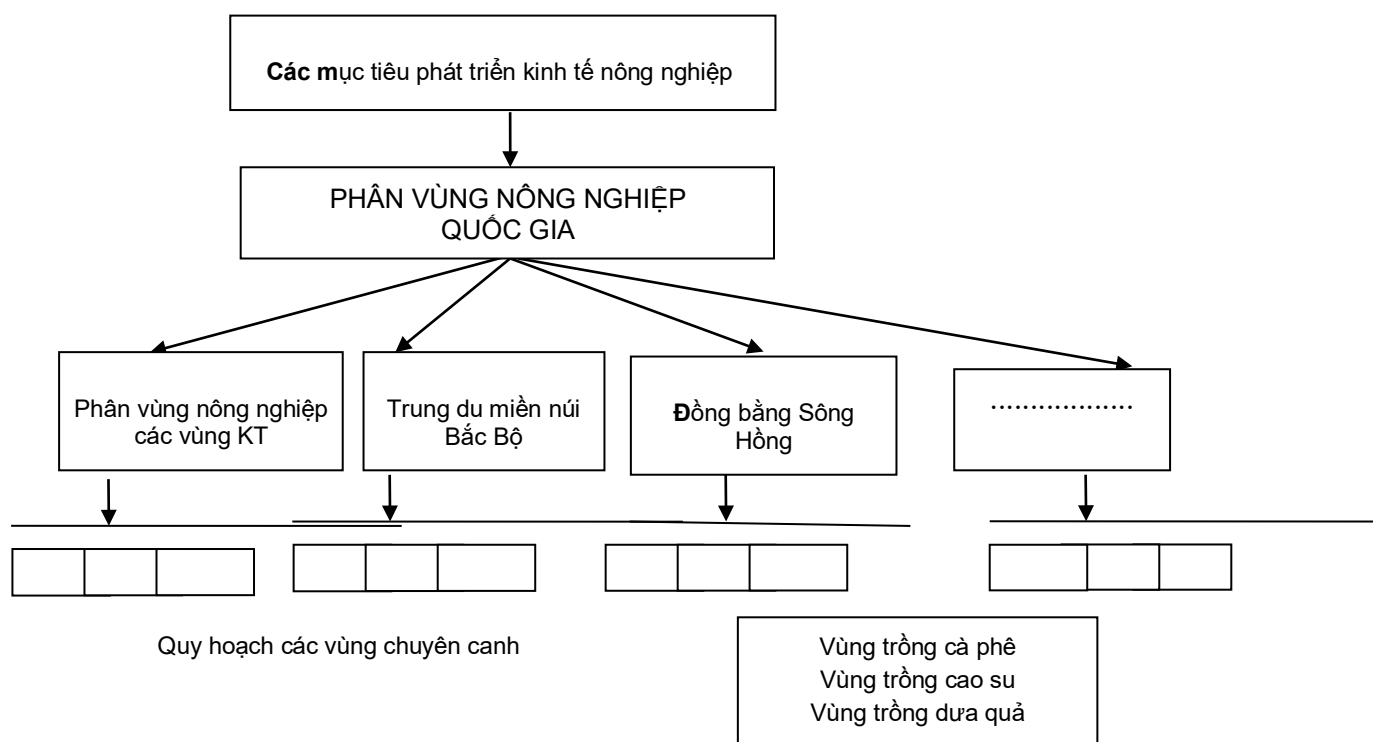 Các mục tiêu phát triển kinh tế nông nghiệp
PHÂN VÙNG NÔNG NGHIỆP
QUỐC GIA
Phân vùng nông nghiệp
các vùng KT
Trung du miền núi
Bắc Bộ
Đồng bằng Sông
Hồng
..................
Quy hoạch các vùng chuyên canh
Vùng trồng cà phê
Vùng trồng cao su
Vùng trồng dưa quả